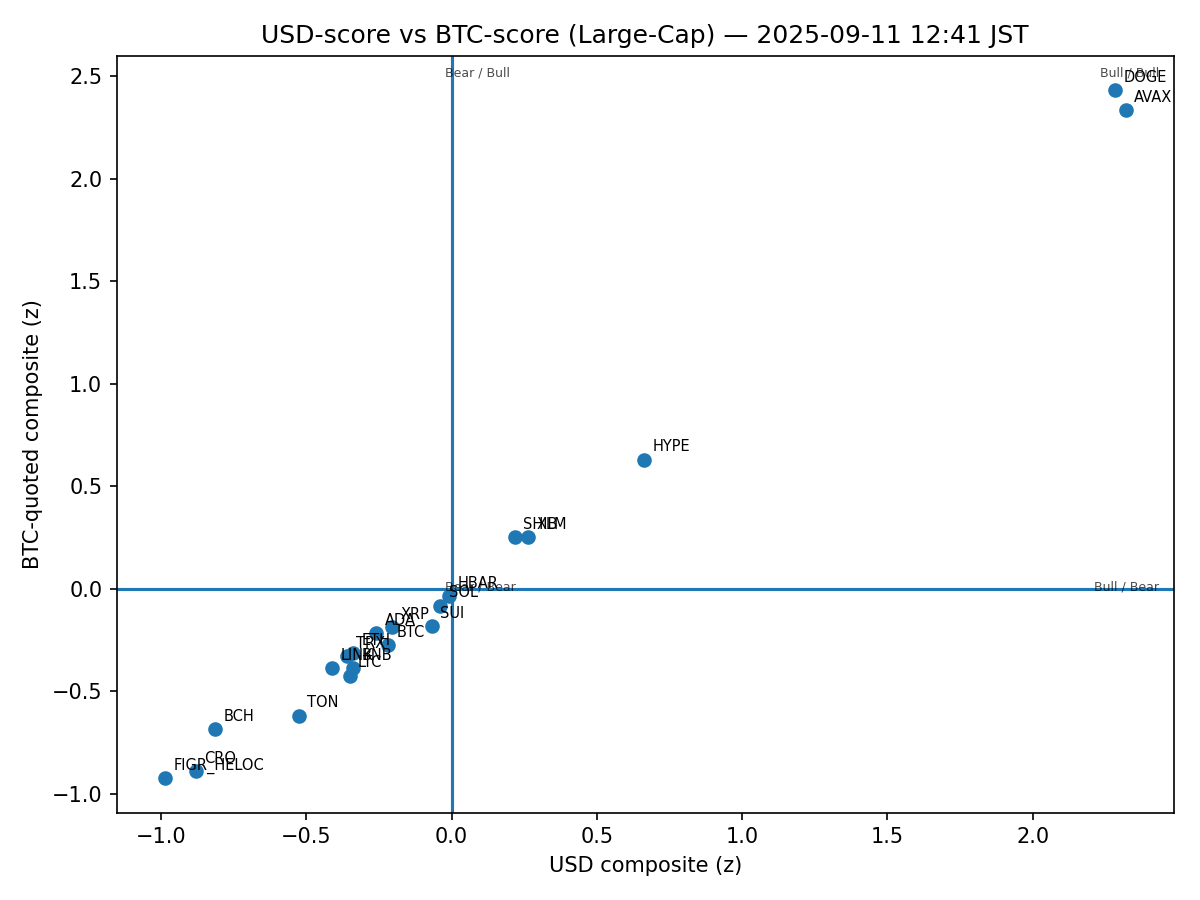 USD-score vs BTC-score (Large-Cap) — 2025-09-11 12:41 JST
Bear / Bull
Bull / Bull
DOGE
AVAX
HYPE
SHIB
XLM
HBAR
Bear / Bear
Bull / Bear
SOL
SUI
XRP
ADA
BTC
ETH
TRX
LINK
BNB
LTC
TON
BCH
CRO
FIGR_HELOC
2.5
2.0
1.5
1.0
0.5
0.0
−0.5
−1.0
BTC-quoted composite (z)
−1.0
−0.5
0.0
0.5
1.0
1.5
2.0
USD composite (z)